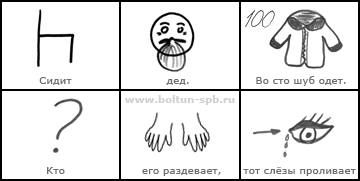 100
Сидит
дед.
Во сто шуб одет.
www.boltun-spb.ru
?
Кто
его раздевает,
тот слёзы проливает